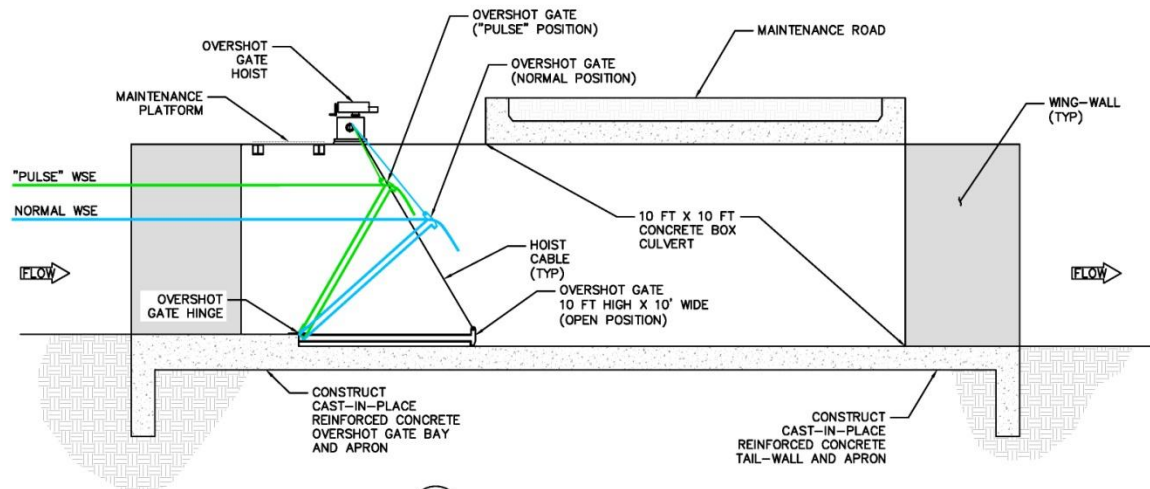 OVERSHOT GATE
("PULSE" POSITION)
OVERSHOT
GATE
HOIST
MAINTENANCE
PLATFORM
OVERSHOT GATE
(NORMAL POSITION)
MAINTENANCE ROAD
WING-WALL
(TYP)
"PULSE" WSE
NORMAL WSE
10 FT X 10 FT
CONCRETE BOX
CULVERT
HOIST
CABLE
(TYP)
FLOW
FLOW
OVERSHOT
GATE HINGE
OVERSHOT GATE
10 FT HIGH X 10' WIDE
(OPEN POSITION)
CONSTRUCT
CAST-IN-PLACE
REINFORCED CONCRETE
OVERSHOT GATE BAY
AND APRON
CONSTRUCT
CAST-IN-PLACE
REINFORCED CONCRETE
TAIL-WALL AND APRON